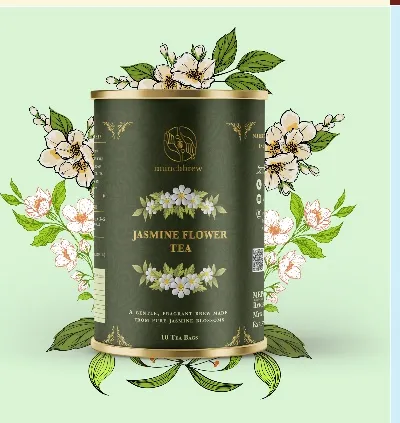 munchbrew
JASMINE FLOWER
TEA
A GENTLE, FRAGRANT BREW MADE
FROM PURE JASMINE BLOSSOMS
10 TEA BAGS